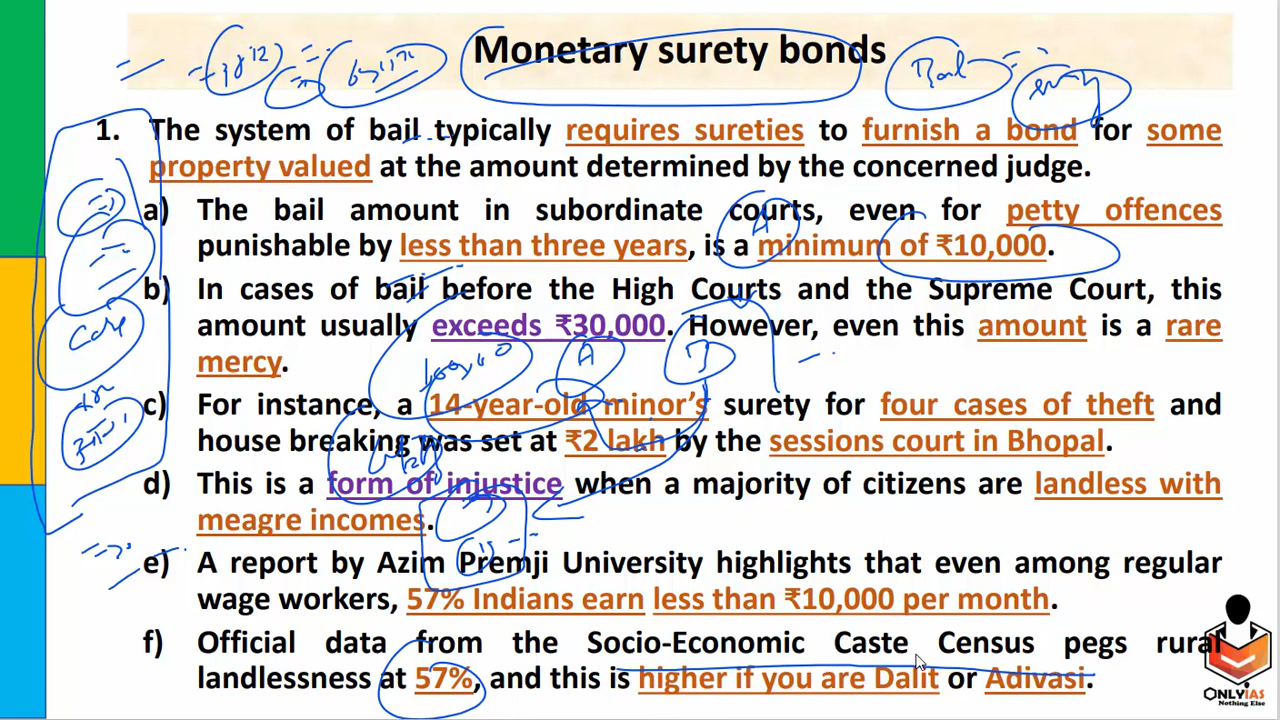 Monetary surety bonds
1. The system of bail typically requires sureties to furnish a bond for some
property valued at the amount determined by the concerned judge.
a) The bail amount in subordinate courts, even for petty offences
punishable by less than three years, is a minimum of ₹10,000.
b) In cases of bail before the High Courts and the Supreme Court, this
amount usually exceeds ₹30,000. However, even this amount is a rare
mercy.
c) For instance, a 14-year-old minor's surety for four cases of theft and
house breaking was set at ₹2 lakh by the sessions court in Bhopal.
d) This is a form of injustice when a majority of citizens are landless with
meagre incomes.
e) A report by Azim Premji University highlights that even among regular
wage workers, 57% Indians earn less than ₹10,000 per month.
f) Official data from the Socio-Economic Caste Census pegs rural
landlessness at 57%, and this is higher if you are Dalit or Adivasi.
ONLYIAS
Nothing Else